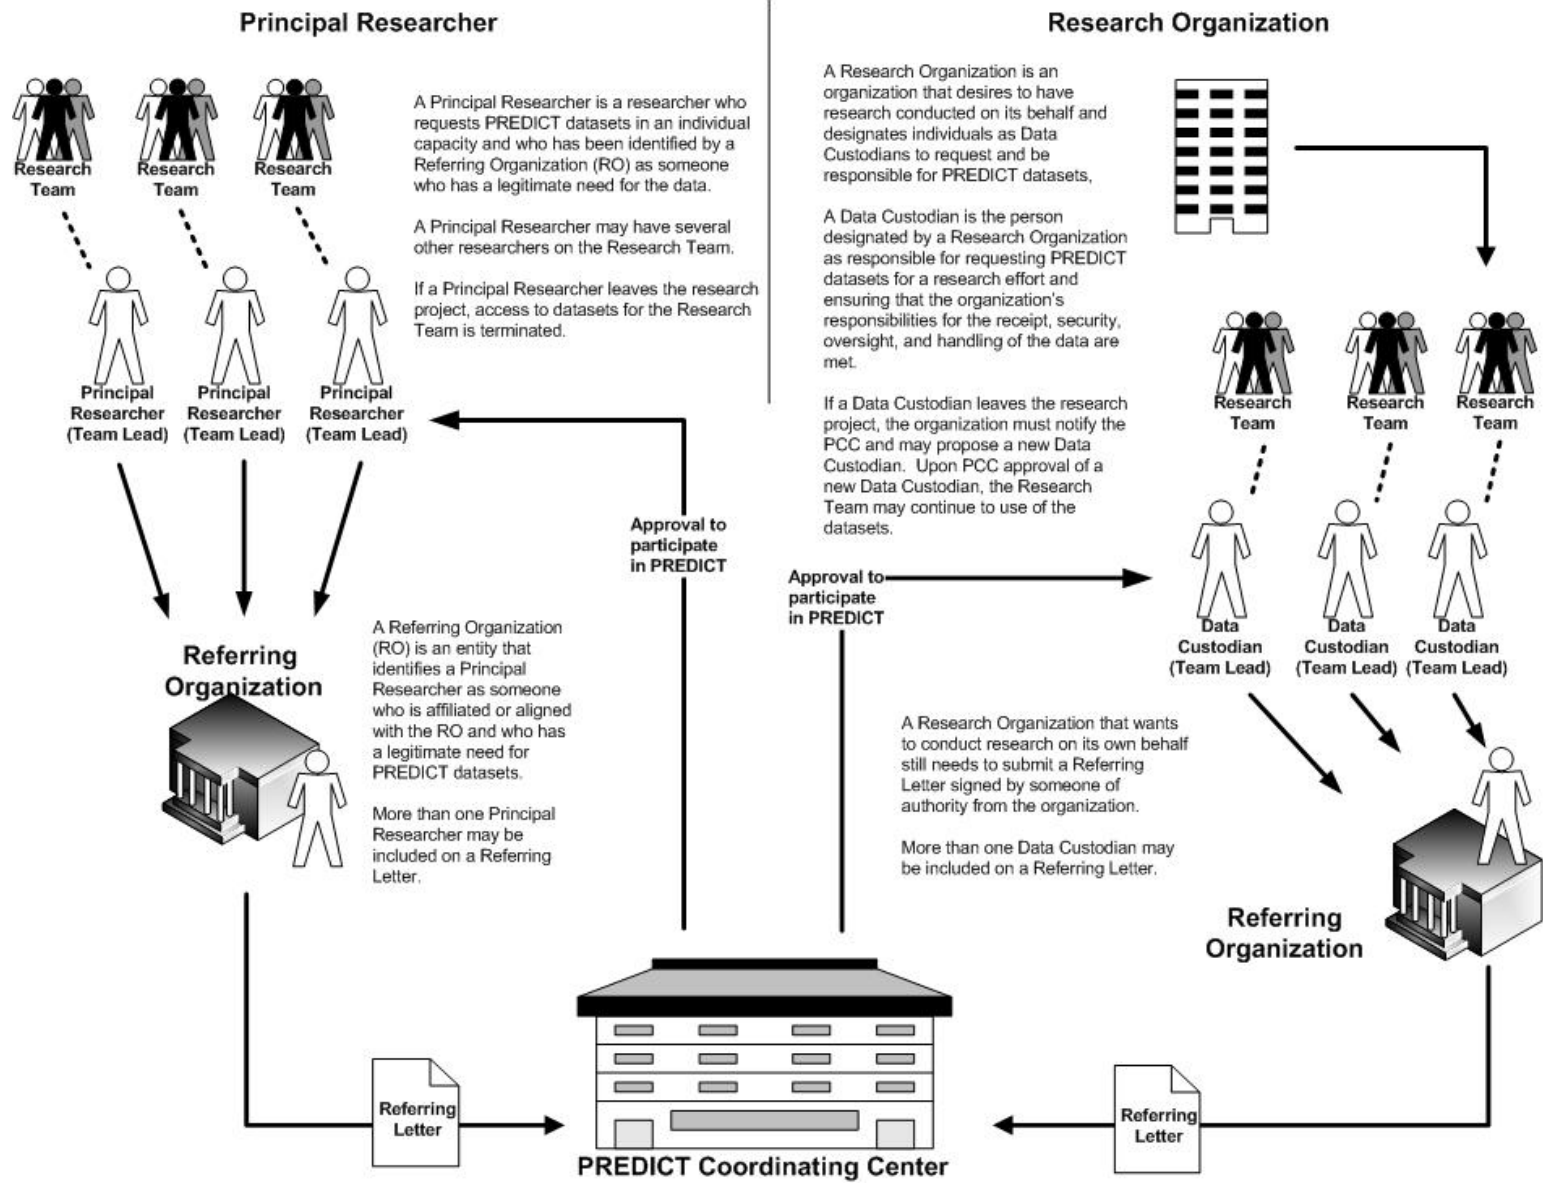 Principal Researcher
Research
Team
Research
Team
Research
Team
A Principal Researcher is a researcher who
requests PREDICT datasets in an individual
capacity and who has been identified by a
Referring Organization (RO) as someone
who has a legitimate need for the data.
A Principal Researcher may have several
other researchers on the Research Team.
If a Principal Researcher leaves the research
project, access to datasets for the Research
Team is terminated.
Principal
Researcher
(Team Lead)
Principal
Researcher
(Team Lead)
Principal
Researcher
(Team Lead)
Approval to
participate
in PREDICT
Referring
Organization
A Referring Organization
(RO) is an entity that
identifies a Principal
Researcher as someone
who is affiliated or aligned
with the RO and who has
a legitimate need for
PREDICT datasets.
More than one Principal
Researcher may be
included on a Referring
Letter.
Referring
Letter
Research Organization
A Research Organization is an
organization that desires to have
research conducted on its behalf and
designates individuals as Data
Custodians to request and be
responsible for PREDICT datasets,
A Data Custodian is the person
designated by a Research Organization
as responsible for requesting PREDICT
datasets for a research effort and
ensuring that the organization's
responsibilities for the receipt, security,
oversight, and handling of the data are
met.
If a Data Custodian leaves the research
project, the organization must notify the
PCC and may propose a new Data
Custodian.  Upon PCC approval of a
new Data Custodian, the Research
Team may continue to use of the
datasets.
Research
Team
Research
Team
Research
Team
Approval to
participate
in PREDICT
Data
Custodian
(Team Lead)
Data
Custodian
(Team Lead)
Data
Custodian
(Team Lead)
A Research Organization that wants
to conduct research on its own behalf
still needs to submit a Referring
Letter signed by someone of
authority from the organization.
More than one Data Custodian may
be included on a Referring Letter.
Referring
Organization
Referring
Letter
PREDICT Coordinating Center